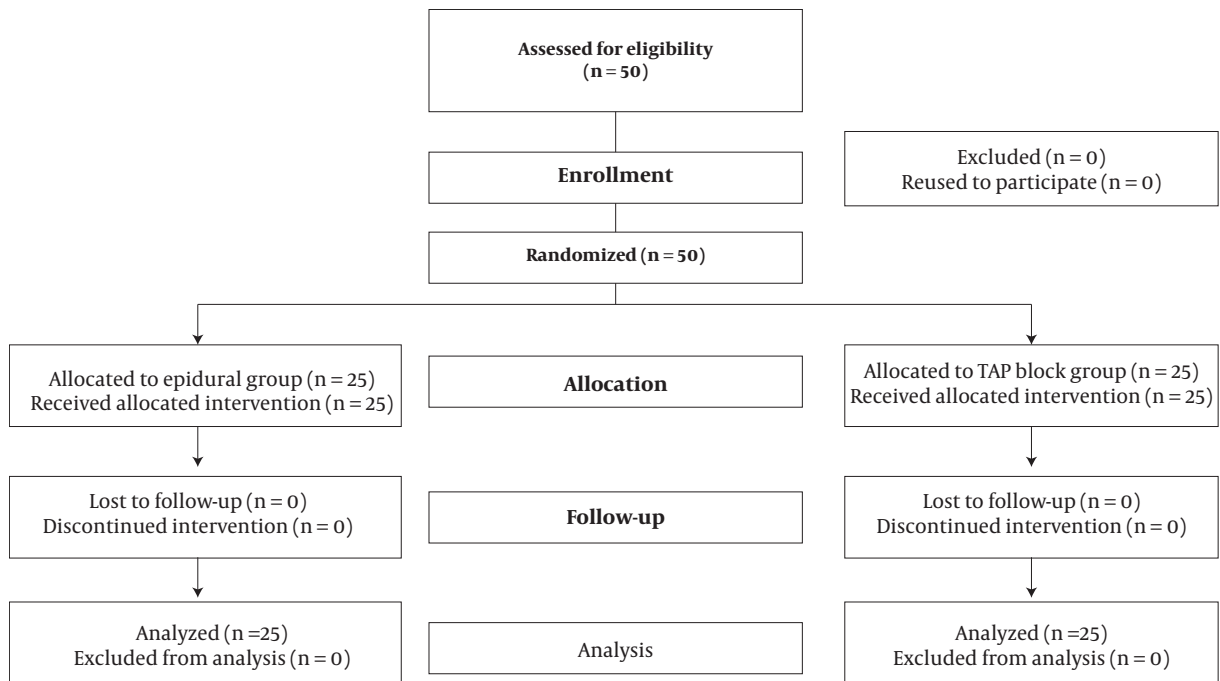 Assessed for eligibility
(n = 50)
Enrollment
Excluded (n = 0)
Reused to participate (n = 0)
Randomized (n = 50)
Allocated to epidural group (n = 25)
Received allocated intervention (n = 25)
Allocation
Allocated to TAP block group (n = 25)
Received allocated intervention (n = 25)
Lost to follow-up (n = 0)
Discontinued intervention (n = 0)
Follow-up
Lost to follow-up (n = 0)
Discontinued intervention (n = 0)
Analyzed (n =25)
Excluded from analysis (n = 0)
Analysis
Analyzed (n =25)
Excluded from analysis (n = 0)